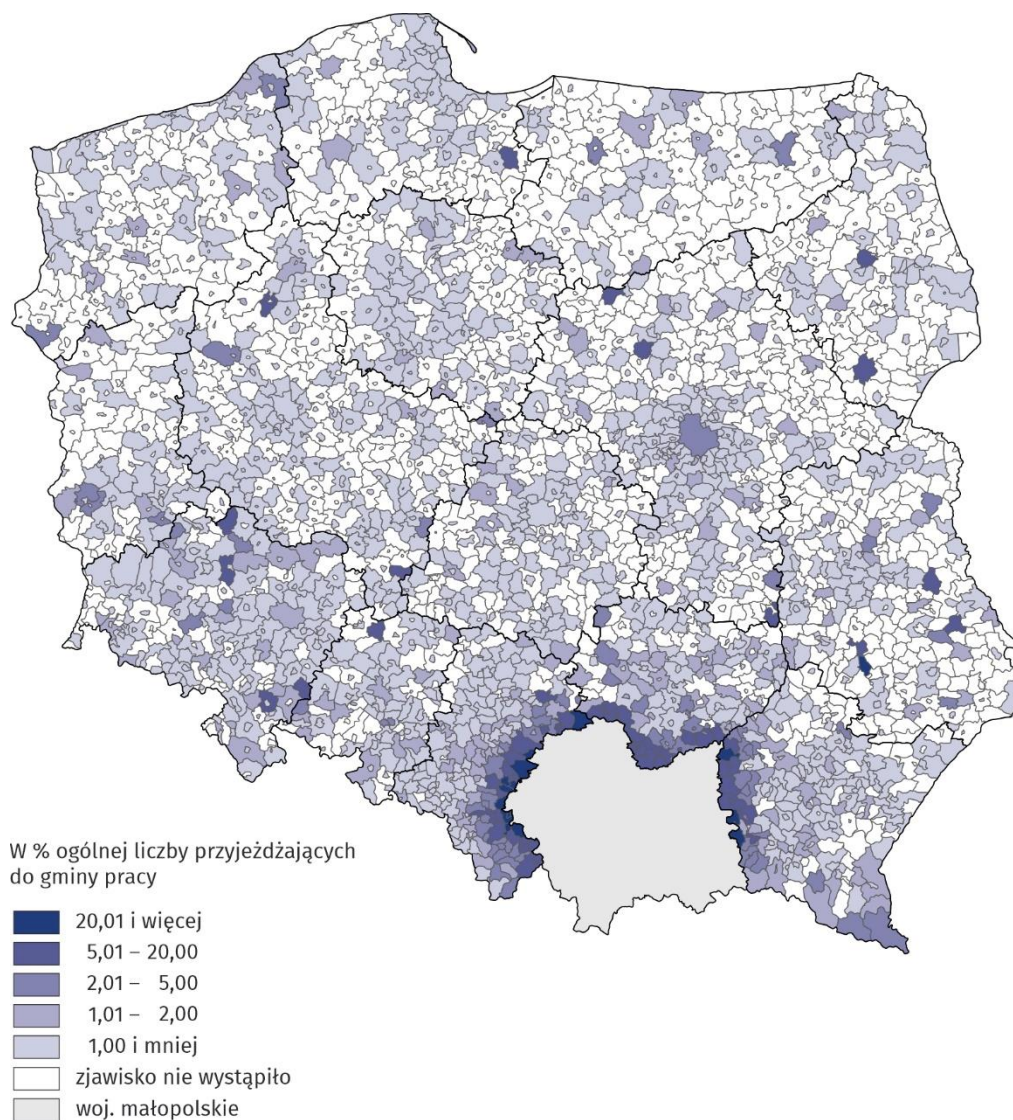 W % ogólnej liczby przyjeżdżających
do gminy pracy
20,01 i więcej
5,01 – 20,00
2,01 – 5,00
1,01 – 2,00
1,00 i mniej
zjawisko nie wystąpiło
woj. małopolskie